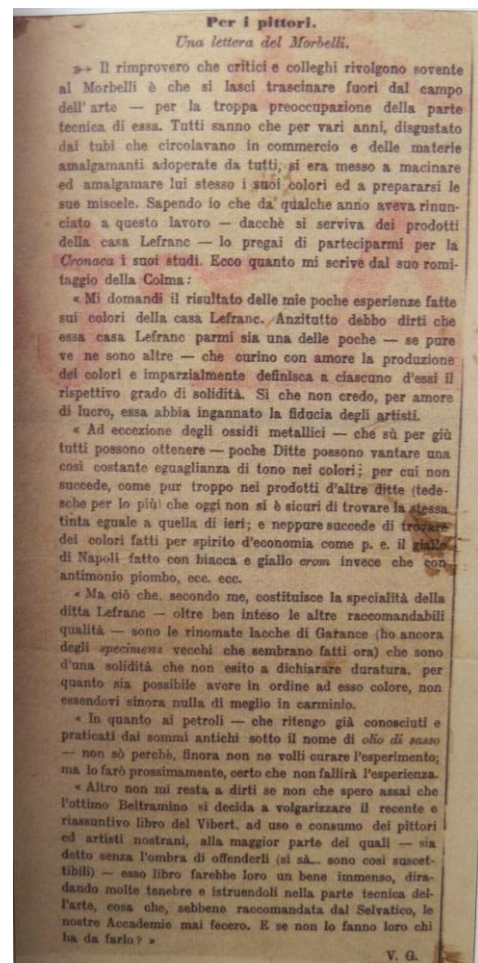 Per i pittori.
Una lettera del Morbelli.
➳ Il rimprovero che critici e colleghi rivolgono sovente
al Morbelli è che si lasci trascinare fuori dal campo
dell'arte — per la troppa preoccupazione della parte
tecnica di essa. Tutti sanno che per vari anni, disgustato
dai tubi che circolavano in commercio e delle materie
amalgamanti adoperate da tutti, si era messo a macinare
ed amalgamare lui stesso i suoi colori ed a prepararsi le
sue miscele. Sapendo io che da qualche anno aveva rinun-
ciato a questo lavoro — dacchè si serviva dei prodotti
della casa Lefranc — lo pregai di parteciparmi per la
Cronaca i suoi studi. Ecco quanto mi scrive dal suo romi-
taggio della Colma:
« Mi domandi il risultato delle mie poche esperienze fatte
sui colori della casa Lefranc. Anzitutto debbo dirti che
essa casa Lefranc parmi sia una delle poche — se pure
ve ne sono altre — che curino con amore la produzione
dei colori e imparzialmente definisca a ciascuno d'essi il
rispettivo grado di solidità. Sì che non credo, per amore
di lucro, essa abbia ingannato la fiducia degli artisti.
« Ad eccezione degli ossidi metallici — che sù per giù
tutti possono ottenere — poche Ditte possono vantare una
così costante eguaglianza di tono nei colori; per cui non
succede, come pur troppo nei prodotti d'altre ditte (tede-
sche per lo più) che oggi non si è sicuri di trovare la stessa
tinta eguale a quella di ieri; e neppure succede di trovare
dei colori fatti per spirito d'economia come p. e. il giallo
di Napoli fatto con biacca e giallo crom invece che con
antimonio piombo, ecc. ecc.
« Ma ciò che, secondo me, costituisce la specialità della
ditta Lefranc — oltre ben inteso le altre raccomandabili
qualità — sono le rinomate lacche di Garance (ho ancora
degli specimens vecchi che sembrano fatti ora) che sono
d'una solidità che non esito a dichiarare duratura, per
quanto sia possibile avere in ordine ad esso colore, non
essendovi sinora nulla di meglio in carminio.
« In quanto ai petroli — che ritengo già conosciuti e
praticati dai sommi antichi sotto il nome di olio di sasso
— non sò perchè, finora non ne volli curare l'esperimento;
ma lo farò prossimamente, certo che non fallirà l'esperienza.
« Altro non mi resta a dirti se non che spero assai che
l'ottimo Beltramino si decida a volgarizzare il recente e
riassuntivo libro del Vibert, ad uso e consumo dei pittori
ed artisti nostrani, alla maggior parte dei quali — sia
detto senza l'ombra di offenderli (si sà... sono così suscet-
tibili) — esso libro farebbe loro un bene immenso, dira-
dando molte tenebre e istruendoli nella parte tecnica del-
l'arte, cosa che, sebbene raccomandata dal Selvatico, le
nostre Accademie mai fecero. E se non lo fanno loro chi
ha da farlo? »
V. G.